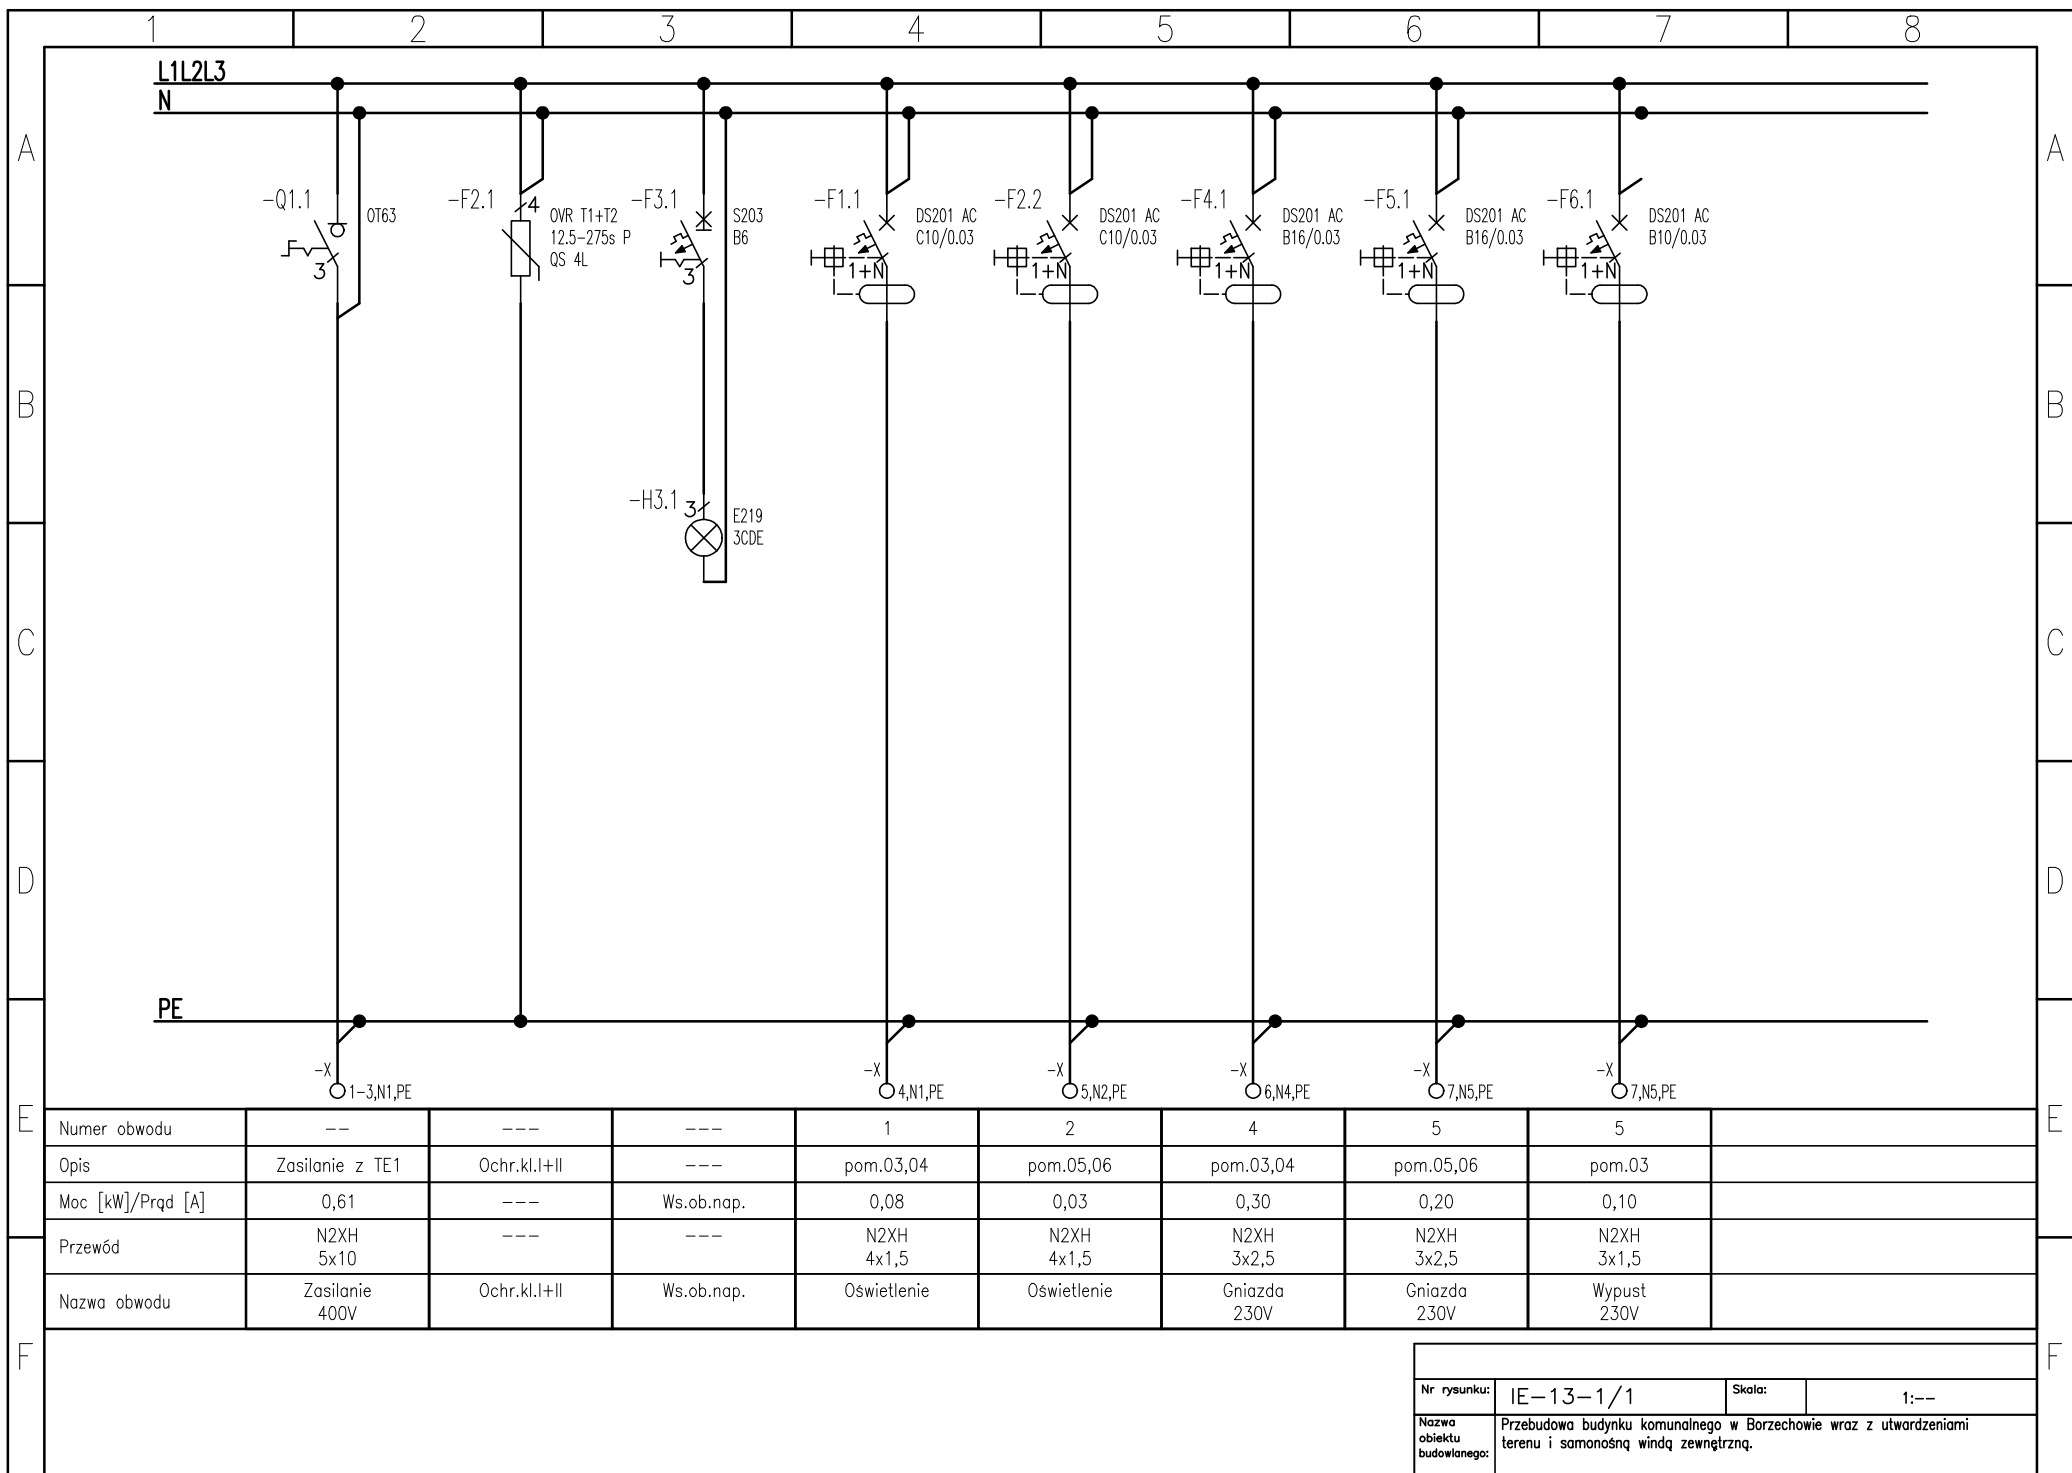 1 2 3 4 5 6 7 8
L1L2L3
N
A A
-Q1.1 OT63
3
-F2.1 4 OVR T1+T2
12.5-275s P
QS 4L
-F3.1 S203
B6
3
-F1.1 DS201 AC
C10/0.03
1+N
-F2.2 DS201 AC
C10/0.03
1+N
-F4.1 DS201 AC
B16/0.03
1+N
-F5.1 DS201 AC
B16/0.03
1+N
-F6.1 DS201 AC
B10/0.03
1+N
B B
-H3.1 3 E219
3CDE
C C
D D
PE
-X 1-3,N1,PE
-X 4,N1,PE
-X 5,N2,PE
-X 6,N4,PE
-X 7,N5,PE
-X 7,N5,PE
E E
Numer obwodu -- --- --- 1 2 4 5 5
Opis Zasilanie z TE1 Ochr.kl.I+II --- pom.03,04 pom.05,06 pom.03,04 pom.05,06 pom.03
Moc [kW]/Prąd [A] 0,61 --- Ws.ob.nap. 0,08 0,03 0,30 0,20 0,10
Przewód N2XH --- --- N2XH N2XH N2XH N2XH N2XH
5x10 4x1,5 4x1,5 3x2,5 3x2,5 3x1,5
Nazwa obwodu Zasilanie Ochr.kl.I+II Ws.ob.nap. Oświetlenie Oświetlenie Gniazda Gniazda Wypust
400V 230V 230V 230V
F F
Nr rysunku: IE-13-1/1 Skala: 1:--
Nazwa
obiektu
budowlanego:
Przebudowa budynku komunalnego w Borzechowie wraz z utwardzeniami
terenu i samonośną windą zewnętrzną.